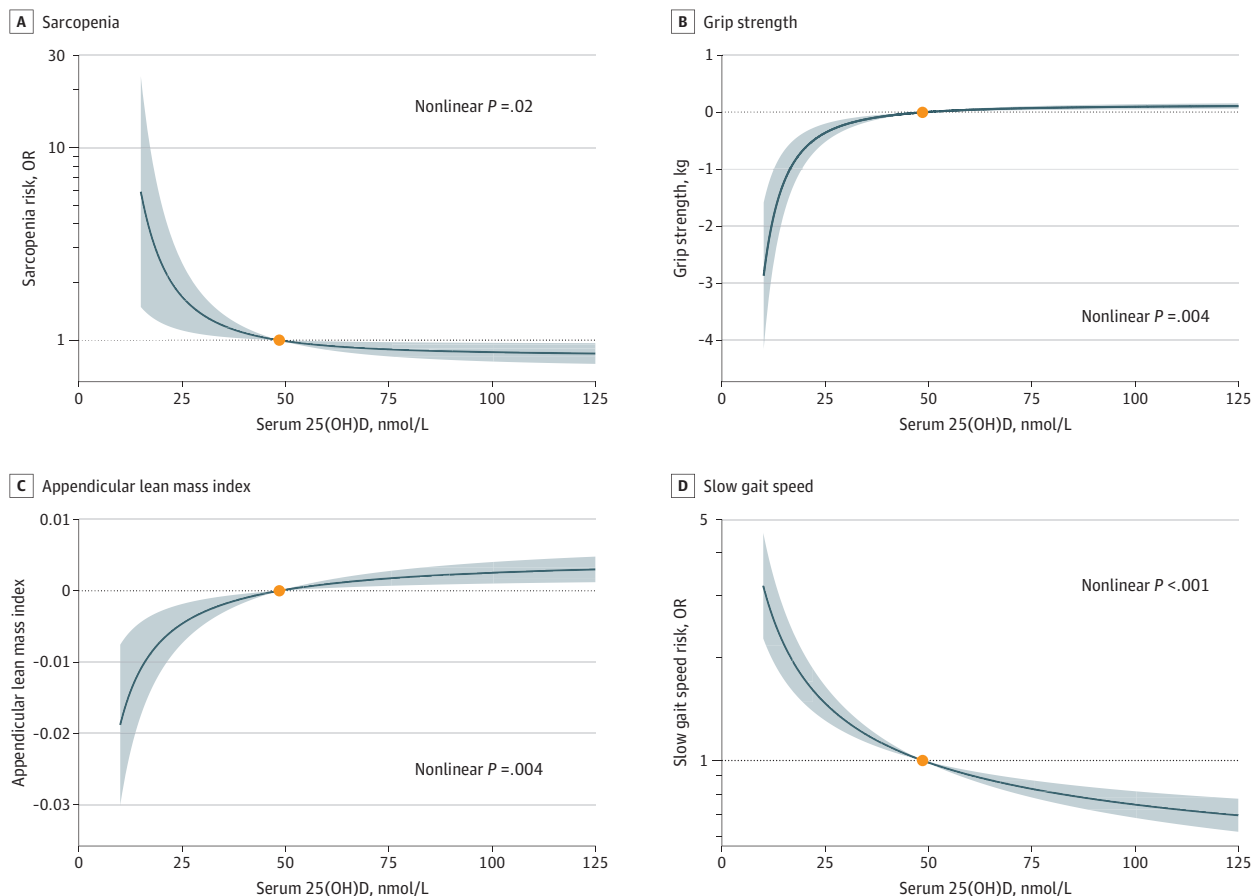 A Sarcopenia
30
10
1
Sarcopenia risk, OR
Nonlinear P =.02
0 25 50 75 100 125
Serum 25(OH)D, nmol/L
B Grip strength
1
0
-1
-2
-3
-4
Grip strength, kg
Nonlinear P =.004
0 25 50 75 100 125
Serum 25(OH)D, nmol/L
C Appendicular lean mass index
0.01
0
-0.01
-0.02
-0.03
Appendicular lean mass index
Nonlinear P =.004
0 25 50 75 100 125
Serum 25(OH)D, nmol/L
D Slow gait speed
5
1
Slow gait speed risk, OR
Nonlinear P <.001
0 25 50 75 100 125
Serum 25(OH)D, nmol/L